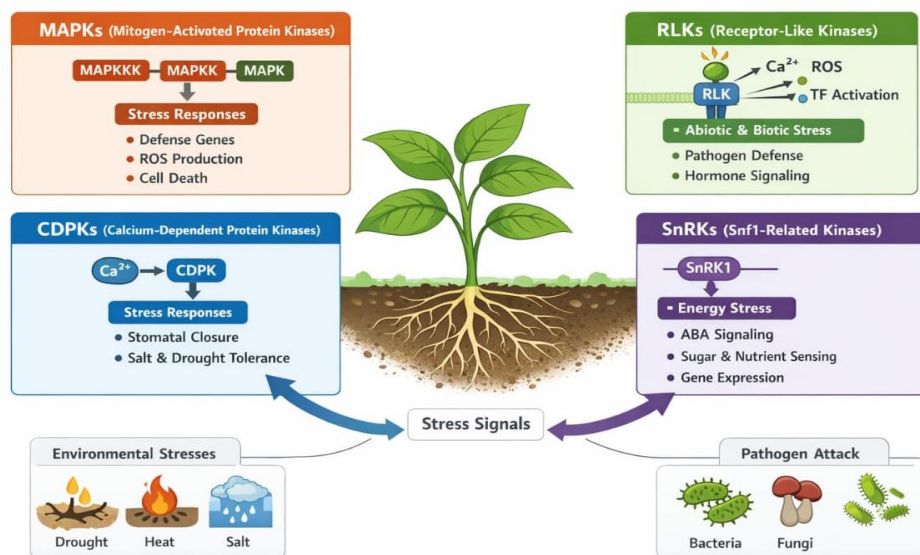 MAPKs (Mitogen-Activated Protein Kinases)
MAPKKK MAPKK MAPK
Stress Responses
Defense Genes
ROS Production
Cell Death
RLKs (Receptor-Like Kinases)
Ca²⁺ ROS
RLK
TF Activation
Abiotic & Biotic Stress
Pathogen Defense
Hormone Signaling
CDPKs (Calcium-Dependent Protein Kinases)
Ca²⁺ CDPK
Stress Responses
Stomatal Closure
Salt & Drought Tolerance
SnRKs (Snf1-Related Kinases)
SnRK1
Energy Stress
ABA Signaling
Sugar & Nutrient Sensing
Gene Expression
Stress Signals
Environmental Stresses
Drought Heat Salt
Pathogen Attack
Bacteria Fungi